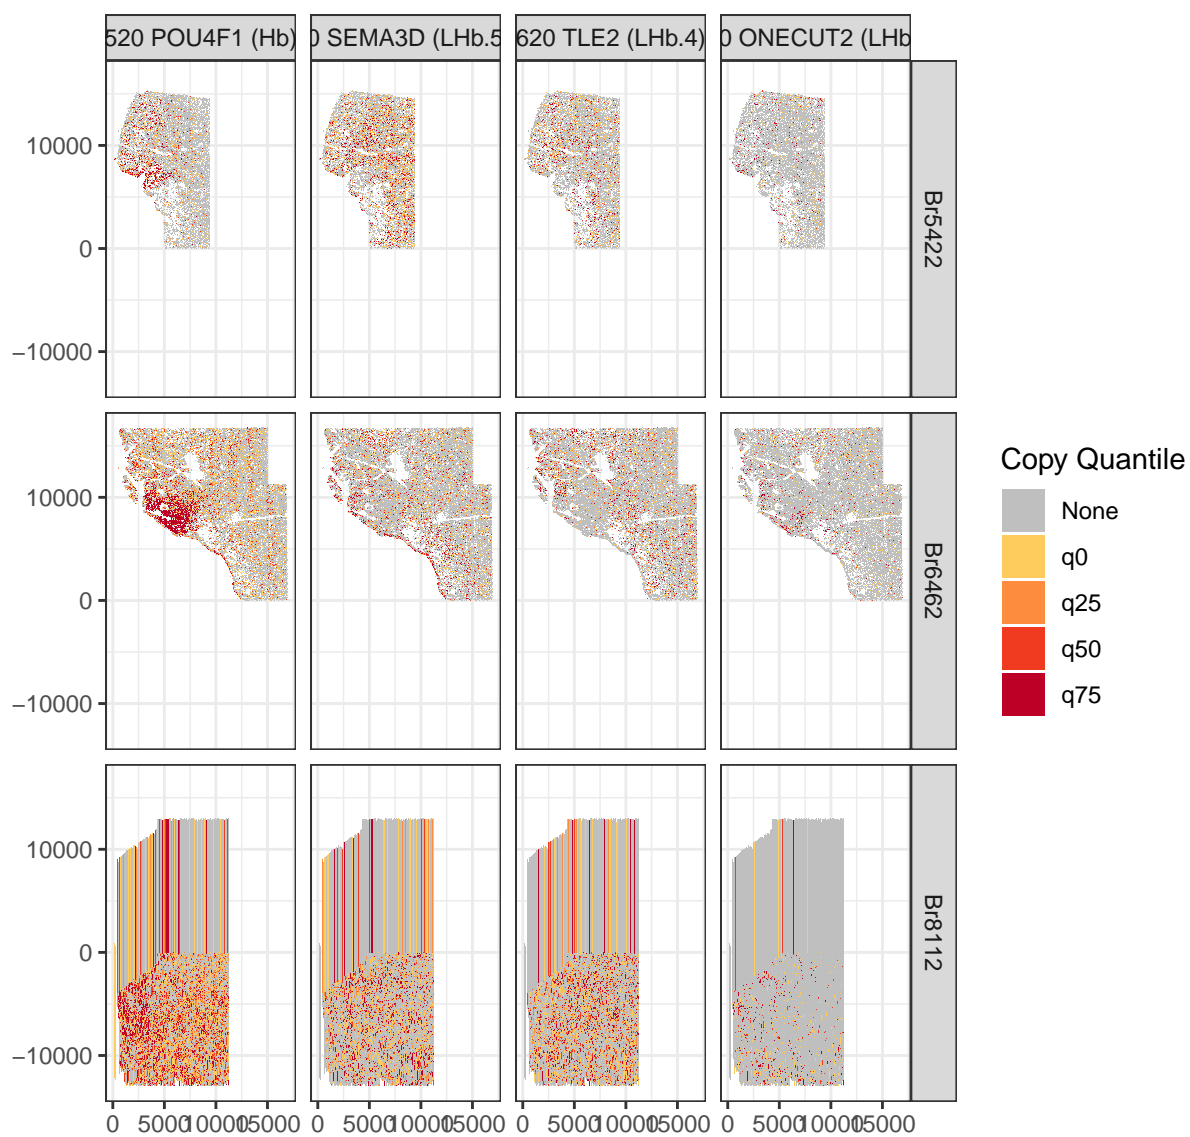 520 POU4F1 (Hb)
0 SEMA3D (LHb.5
620 TLE2 (LHb.4)
0 ONECUT2 (LHb
10000
0
−10000
Br5422
10000
0
−10000
Br6462
10000
0
−10000
Br8112
0 5000 10000 15000
0 5000 10000 15000
0 5000 10000 15000
0 5000 10000 15000
Copy Quantile
None
q0
q25
q50
q75